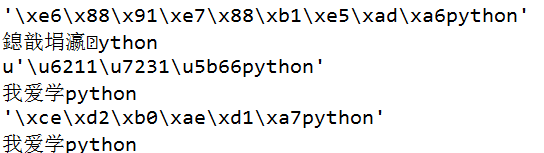 '\xe6\x88\x91\xe7\x88\xb1\xe5\xad\xa6python'
鎴戠埍瀛⍰ython
u'\u6211\u7231\u5b66python'
我爱学python
'\xce\xd2\xb0\xae\xd1\xa7python'
我爱学python